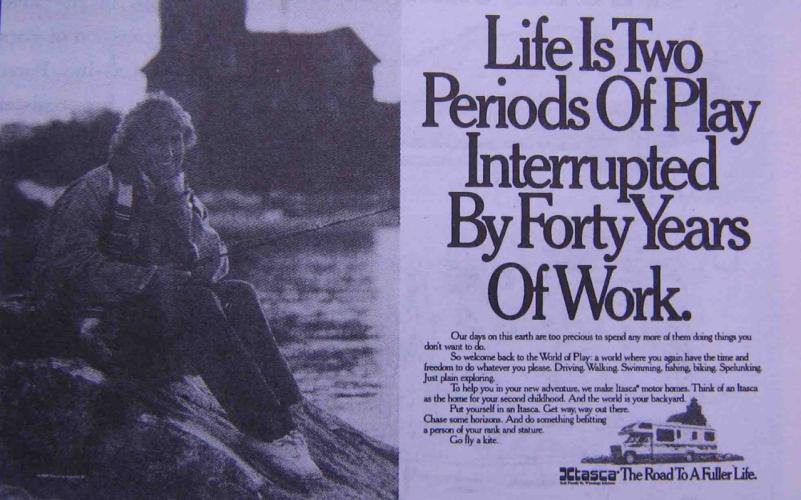 Life Is Two
Periods Of Play
Interrupted
By Forty Years
Of Work.
Our days on this earth are too precious to spend any more of them doing things you
don't want to do.
So welcome back to the World of Play: a world where you again have the time and
freedom to do whatever you please. Driving. Walking. Swimming, fishing, biking. Spelunking.
Just plain exploring.
To help you in your new adventure, we make Itasca® motor homes. Think of an Itasca
as the home for your second childhood. And the world is your backyard.
Put yourself in an Itasca. Get way, way out there.
Chase some horizons. And do something befitting
a person of your rank and stature.
Go fly a kite.
Itasca® The Road To A Fuller Life.